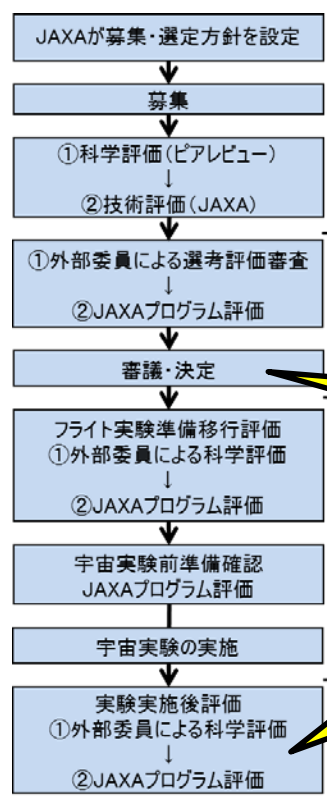 JAXAが募集・選定方針を設定
募集
①科学評価(ピアレビュー)
↓
②技術評価(JAXA)
①外部委員による選考評価審査
↓
②JAXAプログラム評価
審議・決定
フライト実験準備移行評価
①外部委員による科学評価
↓
②JAXAプログラム評価
宇宙実験前準備確認
JAXAプログラム評価
宇宙実験の実施
実験実施後評価
①外部委員による科学評価
↓
②JAXAプログラム評価